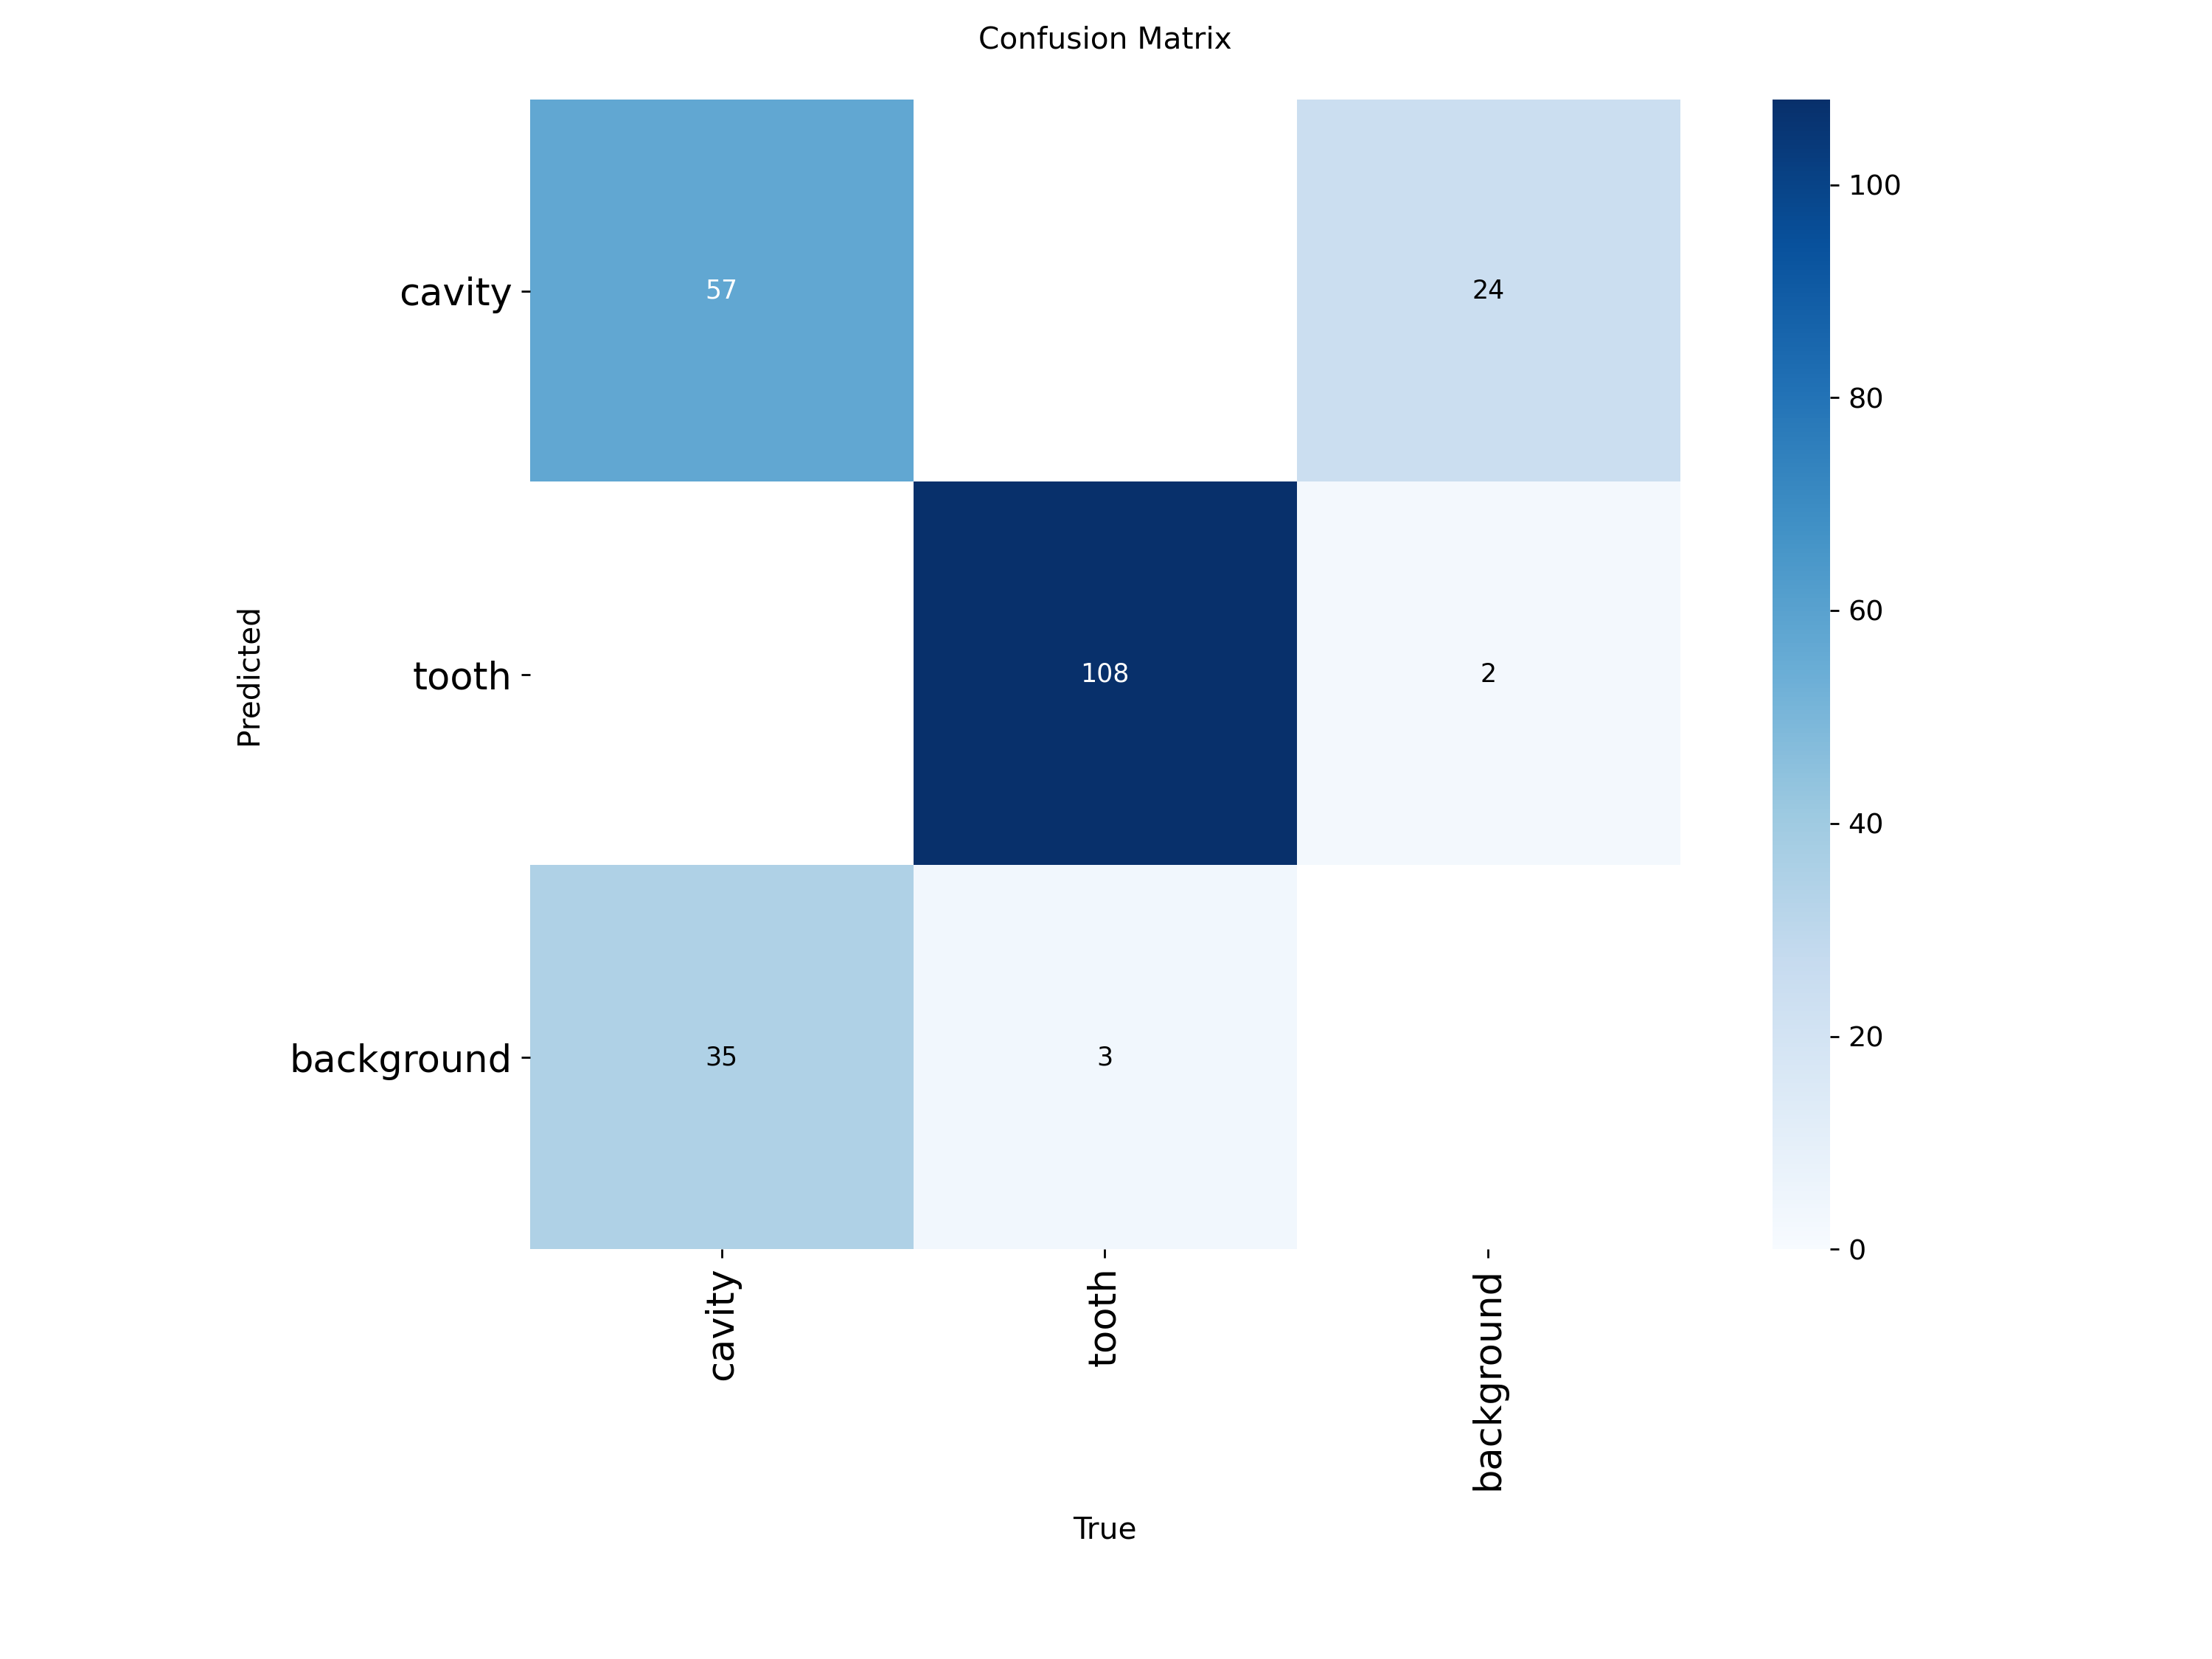 Confusion Matrix
Predicted
cavity
tooth
background
57
24
108
2
35
3
100
80
60
40
20
0
cavity
tooth
background
True